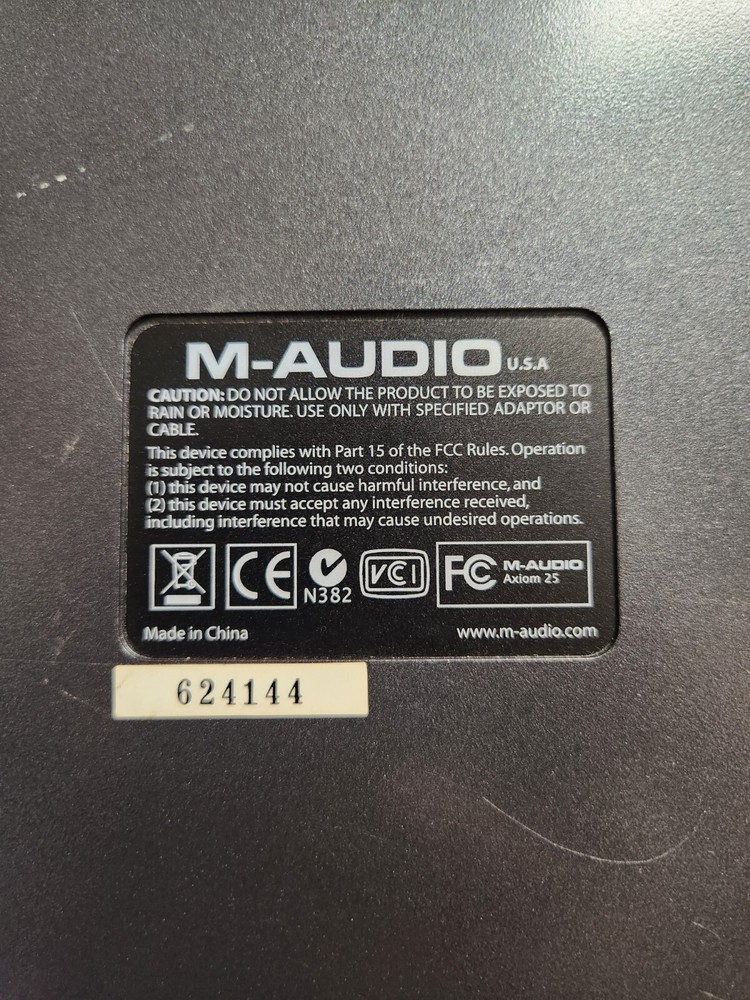 M-AUDIO U.S.A
CAUTION: DO NOT ALLOW THE PRODUCT TO BE EXPOSED TO
RAIN OR MOISTURE. USE ONLY WITH SPECIFIED ADAPTOR OR
CABLE.
This device complies with Part 15 of the FCC Rules. Operation
is subject to the following two conditions:
(1) this device may not cause harmful interference, and
(2) this device must accept any interference received,
including interference that may cause undesired operations.
CE N382 VCI FC M-AUDIO
Axiom 25
Made in China www.m-audio.com
624144